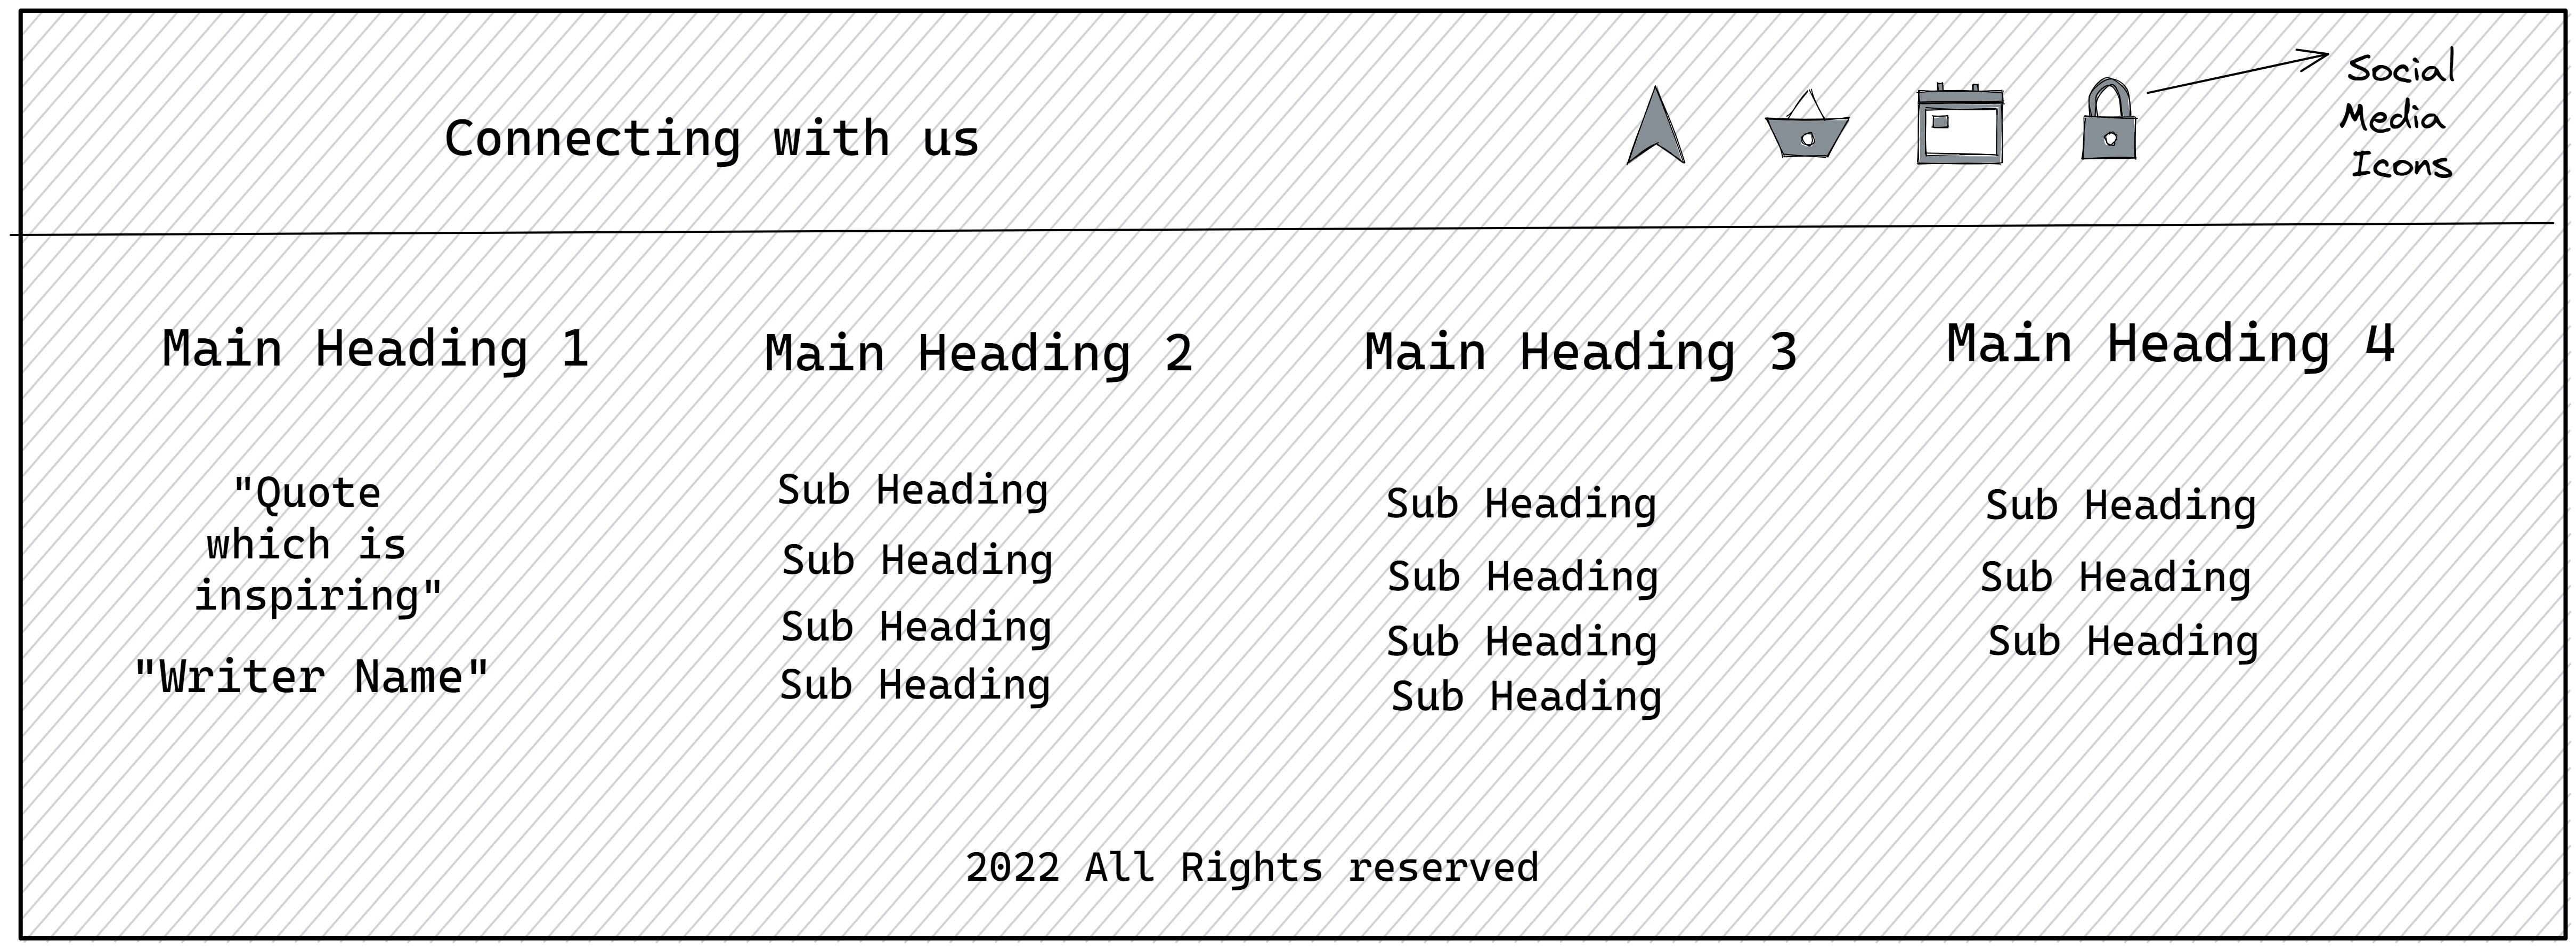 Connecting with us
Social
Media
Icons
Main Heading 1
"Quote
which is
inspiring"
"Writer Name"
Main Heading 2
Sub Heading
Sub Heading
Sub Heading
Sub Heading
Main Heading 3
Sub Heading
Sub Heading
Sub Heading
Sub Heading
Main Heading 4
Sub Heading
Sub Heading
Sub Heading
2022 All Rights reserved